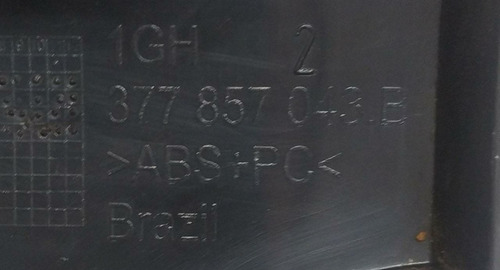 1GH 2
377 857 043.B
>ABS+PC<
Brazil